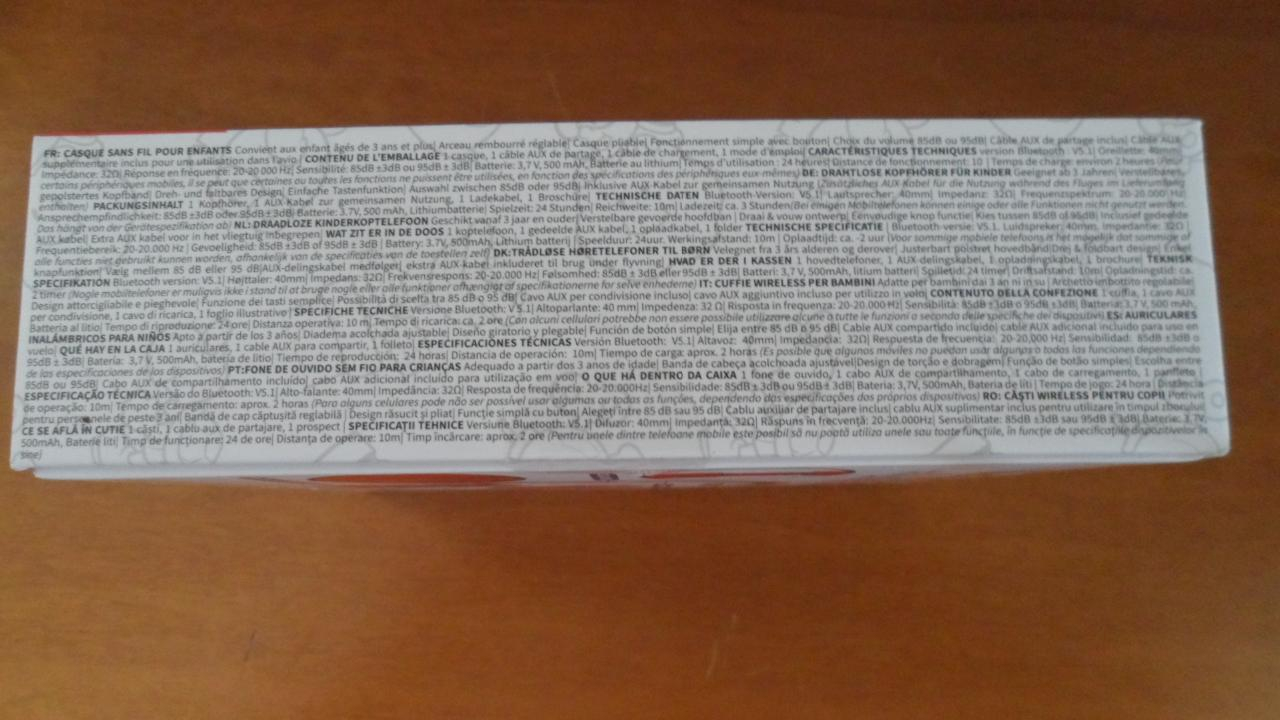 FR: CASQUE SANS FIL POUR ENFANTS Convient aux enfant âgés de 3 ans et plus| Arceau rembourré réglable| Casque pliable| Fonctionnement simple avec bouton| Choix du volume 85dB ou 95dB| Câble AUX de partage inclus| Câble AUX
supplémentaire inclus pour une utilisation dans l'avio | CONTENU DE L'EMBALLAGE 1 casque, 1 câble AUX de partage, 1 câble de chargement, 1 mode d'emploi| CARACTÉRISTIQUES TECHNIQUES version Bluetooth: V5.1| Oreillette: 40mm|
Impédance: 32Ω| Réponse en fréquence: 20-20 000 Hz| Sensibilité: 85dB ±3dB ou 95dB ± 3dB| Batterie: 3,7 V, 500 mAh, Batterie au lithium| Temps d'utilisation : 24 heures| Distance de fonctionnement: 10 | Temps de charge: environ 2 heures (Pour
certains périphériques mobiles, il se peut que certaines ou toutes les fonctions ne puissent être utilisées, en fonction des spécifications des périphériques eux-mêmes) DE: DRAHTLOSE KOPFHÖRER FÜR KINDER Geeignet ab 3 Jahren| Verstellbares,
gepolstertes Kopfband| Dreh- und faltbares Design| Einfache Tastenfunktion| Auswahl zwischen 85dB oder 95dB| Inklusive AUX-Kabel zur gemeinsamen Nutzung (Zusätzliches AUX-Kabel für die Nutzung während des Fluges im Lieferumfang
enthalten)| PACKUNGSINHALT 1 Kopfhörer, 1 AUX-Kabel zur gemeinsamen Nutzung, 1 Ladekabel, 1 Broschüre| TECHNISCHE DATEN Bluetooth-Version: V5.1| Lautsprecher: 40mm| Impedanz: 32Ω| Frequenzspektrum: 20-20.000 Hz|
Ansprechempfindlichkeit: 85dB ±3dB oder 95dB ±3dB| Batterie: 3.7V, 500 mAh, Lithiumbatterie| Spielzeit: 24 Stunden| Reichweite: 10m| Ladezeit ca. 3 Stunden (Bei einigen Mobiltelefonen können einige oder alle Funktionen nicht genutzt werden.
Das hängt von der Gerätespezifikation ab) NL: DRAADLOZE KINDERKOPTELEFOON Geschikt vanaf 3 jaar en ouder| Verstelbare gevoerde hoofdband | Draai & vouw ontwerp| Eenvoudige knop functie| Kies tussen 85dB of 95dB| Inclusief gedeelde
AUX kabel| Extra AUX kabel voor in het vliegtuig inbegrepen| WAT ZIT ER IN DE DOOS 1 koptelefoon, 1 gedeelde AUX kabel, 1 oplaadkabel, 1 folder TECHNISCHE SPECIFICATIE | Bluetooth versie: V5.1| Luidspreker: 40mm| Impedantie: 32Ω |
Frequentiebereik: 20-20.000 Hz | Gevoeligheid: 85dB ±3dB of 95dB ± 3dB | Battery: 3.7V, 500mAh, Lithium batterij | Speelduur: 24uur| Werkingsafstand: 10m | Oplaadtijd: ca. -2 uur (Voor sommige mobiele telefoons is het mogelijk dat sommige of
alle functies niet gebruikt kunnen worden, afhankelijk van de specificaties van de toestellen zelf) DK:TRÅDLØSE HØRETELEFONER TIL BØRN Velegnet fra 3 års alderen og derover| Justerbart polstret hovedbånd|Drej & foldbart design| Enkel
knapfunktion| Vælg mellem 85 dB eller 95 dB|AUX-delingskabel medfølger| ekstra AUX-kabel inkluderet til brug under flyvning| HVAD ER DER I KASSEN 1 hovedtelefoner, 1 AUX-delingskabel, 1 opladningskabel, 1 brochure| TEKNISK
SPECIFIKATION Bluetooth version: V5.1| Højttaler: 40mm| Impedans: 32Ω| Frekvensrespons: 20-20.000 Hz| Følsomhed: 85dB ± 3dB eller 95dB ± 3dB| Batteri: 3,7 V, 500mAh, litium batteri| Spilletid: 24 timer| Driftsafstand: 10m| Opladningstid: ca.
2 timer (Nogle mobiltelefoner er muligvis ikke i stand til at bruge nogle eller alle funktioner afhængigt af specifikationerne for selve enhederne) IT: CUFFIE WIRELESS PER BAMBINI Adatte per bambini dai 3 an ni in su | Archetto imbottito regolabile|
Design attorcigliabile e pieghevole| Funzione dei tasti semplice| Possibilità di scelta tra 85 dB o 95 dB| Cavo AUX per condivisione incluso| cavo AUX aggiuntivo incluso per utilizzo in volo| CONTENUTO DELLA CONFEZIONE 1 cuffia, 1 cavo AUX
per condivisione, 1 cavo di ricarica, 1 foglio illustrativo | SPECIFICHE TECNICHE Versione Bluetooth: V 5.1| Altoparlante: 40 mm| Impedenza: 32 Ω| Risposta in frequenza: 20-20.000 Hz| Sensibilità: 85dB ±3dB o 95dB ± 3dB| Batteria: 3,7 V, 500 mAh,
Batteria al litio| Tempo di riproduzione: 24 ore| Distanza operativa: 10 m| Tempo di ricarica: ca. 2 ore (Con alcuni cellulari potrebbe non essere possibile utilizzare alcune o tutte le funzioni a seconda delle specifiche dei dispositivi) ES: AURICULARES
INALÁMBRICOS PARA NIÑOS Apto a partir de los 3 años| Diadema acolchada ajustable| Diseño giratorio y plegable| Función de botón simple| Elija entre 85 dB o 95 dB| Cable AUX compartido incluido| cable AUX adicional incluido para uso en
vuelo| QUÉ HAY EN LA CAJA 1 auriculares, 1 cable AUX para compartir, 1 folleto| ESPECIFICACIONES TÉCNICAS Versión Bluetooth: V5.1| Altavoz: 40mm| Impedancia: 32Ω| Respuesta de frecuencia: 20-20,000 Hz| Sensibilidad: 85dB ±3dB o
95dB ± 3dB| Bateria: 3,7 V, 500mAh, bateria de litio| Tiempo de reproducción: 24 horas| Distancia de operación: 10m| Tiempo de carga: aprox. 2 horas (Es posible que algunos móviles no puedan usar algunas o todas las funciones dependiendo
de las especificaciones de los dispositivos) PT:FONE DE OUVIDO SEM FIO PARA CRIANÇAS Adequado a partir dos 3 anos de idade| Banda de cabeça acolchoada ajustável|Design de torção e dobragem| Função de botão simples| Escolha entre
85dB ou 95dB| Cabo AUX de compartilhamento incluído| cabo AUX adicional incluído para utilização em voo| O QUE HÁ DENTRO DA CAIXA 1 fone de ouvido, 1 cabo AUX de compartilhamento, 1 cabo de carregamento, 1 panfleto |
ESPECIFICAÇÃO TÉCNICA Versão do Bluetooth: V5.1| Alto-falante: 40mm| Impedância: 32Ω| Resposta de frequência: 20-20.000Hz| Sensibilidade: 85dB ±3dB ou 95dB ± 3dB| Bateria: 3,7V, 500mAh, Bateria de lio | Tempo de jogo: 24 hora | Distância
de operação: 10m| Tempo de carregamento: aprox. 2 horas (Para alguns celulares pode não ser possível usar algumas ou todas as funções, dependendo das especificações dos próprios dispositivos) RO: CĂȘTI WIRELESS PENTRU COPII Potrivit
pentru persoanele de peste 3 ani| Bandă de cap căptușită reglabilă | Design răsucit și pliat| Funcție simplă cu buton| Alegeți între 85 dB sau 95 dB| Cablu auxiliar de partajare inclus| cablu AUX suplimentar inclus pentru utilizare in timpul zborului|
CE SE AFLĂ ÎN CUTIE 1 căști, 1 cablu aux de partajare, 1 prospect | SPECIFICAȚII TEHNICE Versiune Bluetooth: V5.1| Difuzor: 40mm| Impedanță: 32Ω| Răspuns în frecvență: 20-20.000Hz| Sensibilitate: 85dB ±3dB sau 95dB ± 3dB| Baterie: 3,7V,
500mAh, Baterie litiu| Timp de funcționare: 24 de ore| Distanța de operare: 10m| Timp încărcare: aprox. 2 ore (Pentru unele dintre telefoane mobile este posibil să nu poată utiliza unele sau toate funcțiile, în funcție de specificațiile dispozitivelor în
sine)